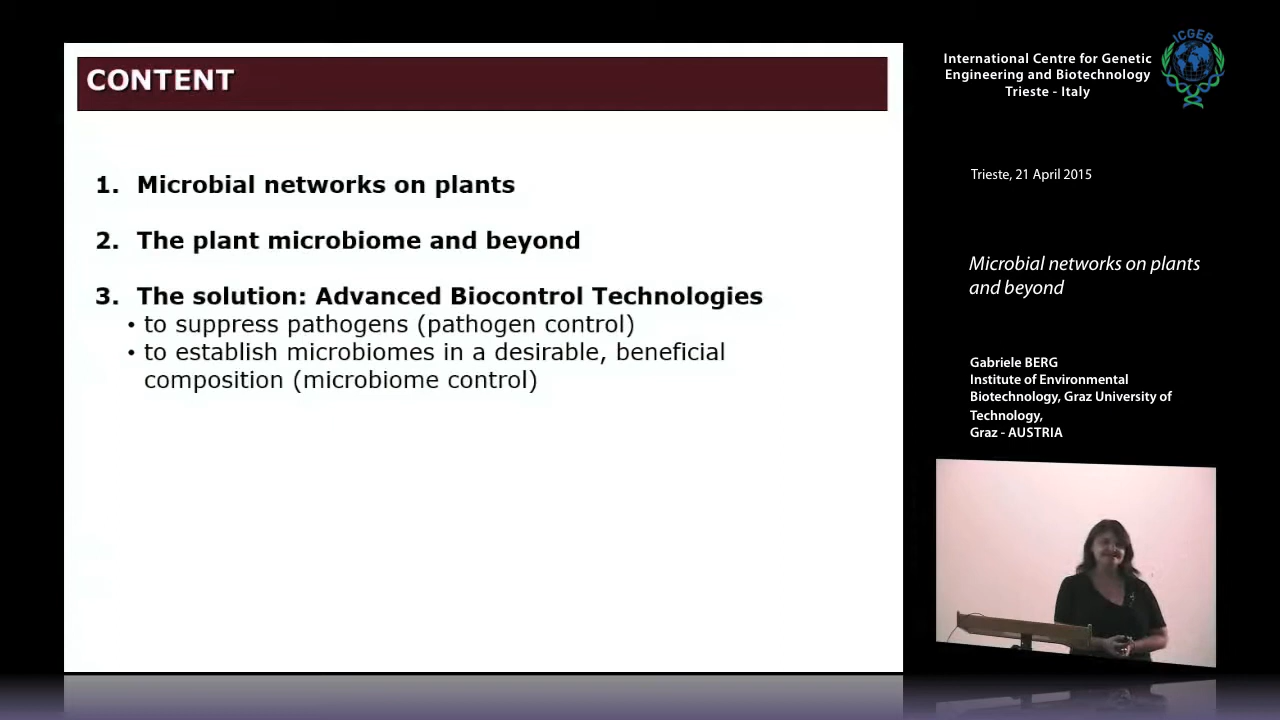 CONTENT
1. Microbial networks on plants
2. The plant microbiome and beyond
3. The solution: Advanced Biocontrol Technologies
• to suppress pathogens (pathogen control)
• to establish microbiomes in a desirable, beneficial
composition (microbiome control)
International Centre for Genetic
Engineering and Biotechnology
Trieste - Italy
ICGEB
Trieste, 21 April 2015
Microbial networks on plants
and beyond
Gabriele BERG
Institute of Environmental
Biotechnology, Graz University of
Technology,
Graz - AUSTRIA